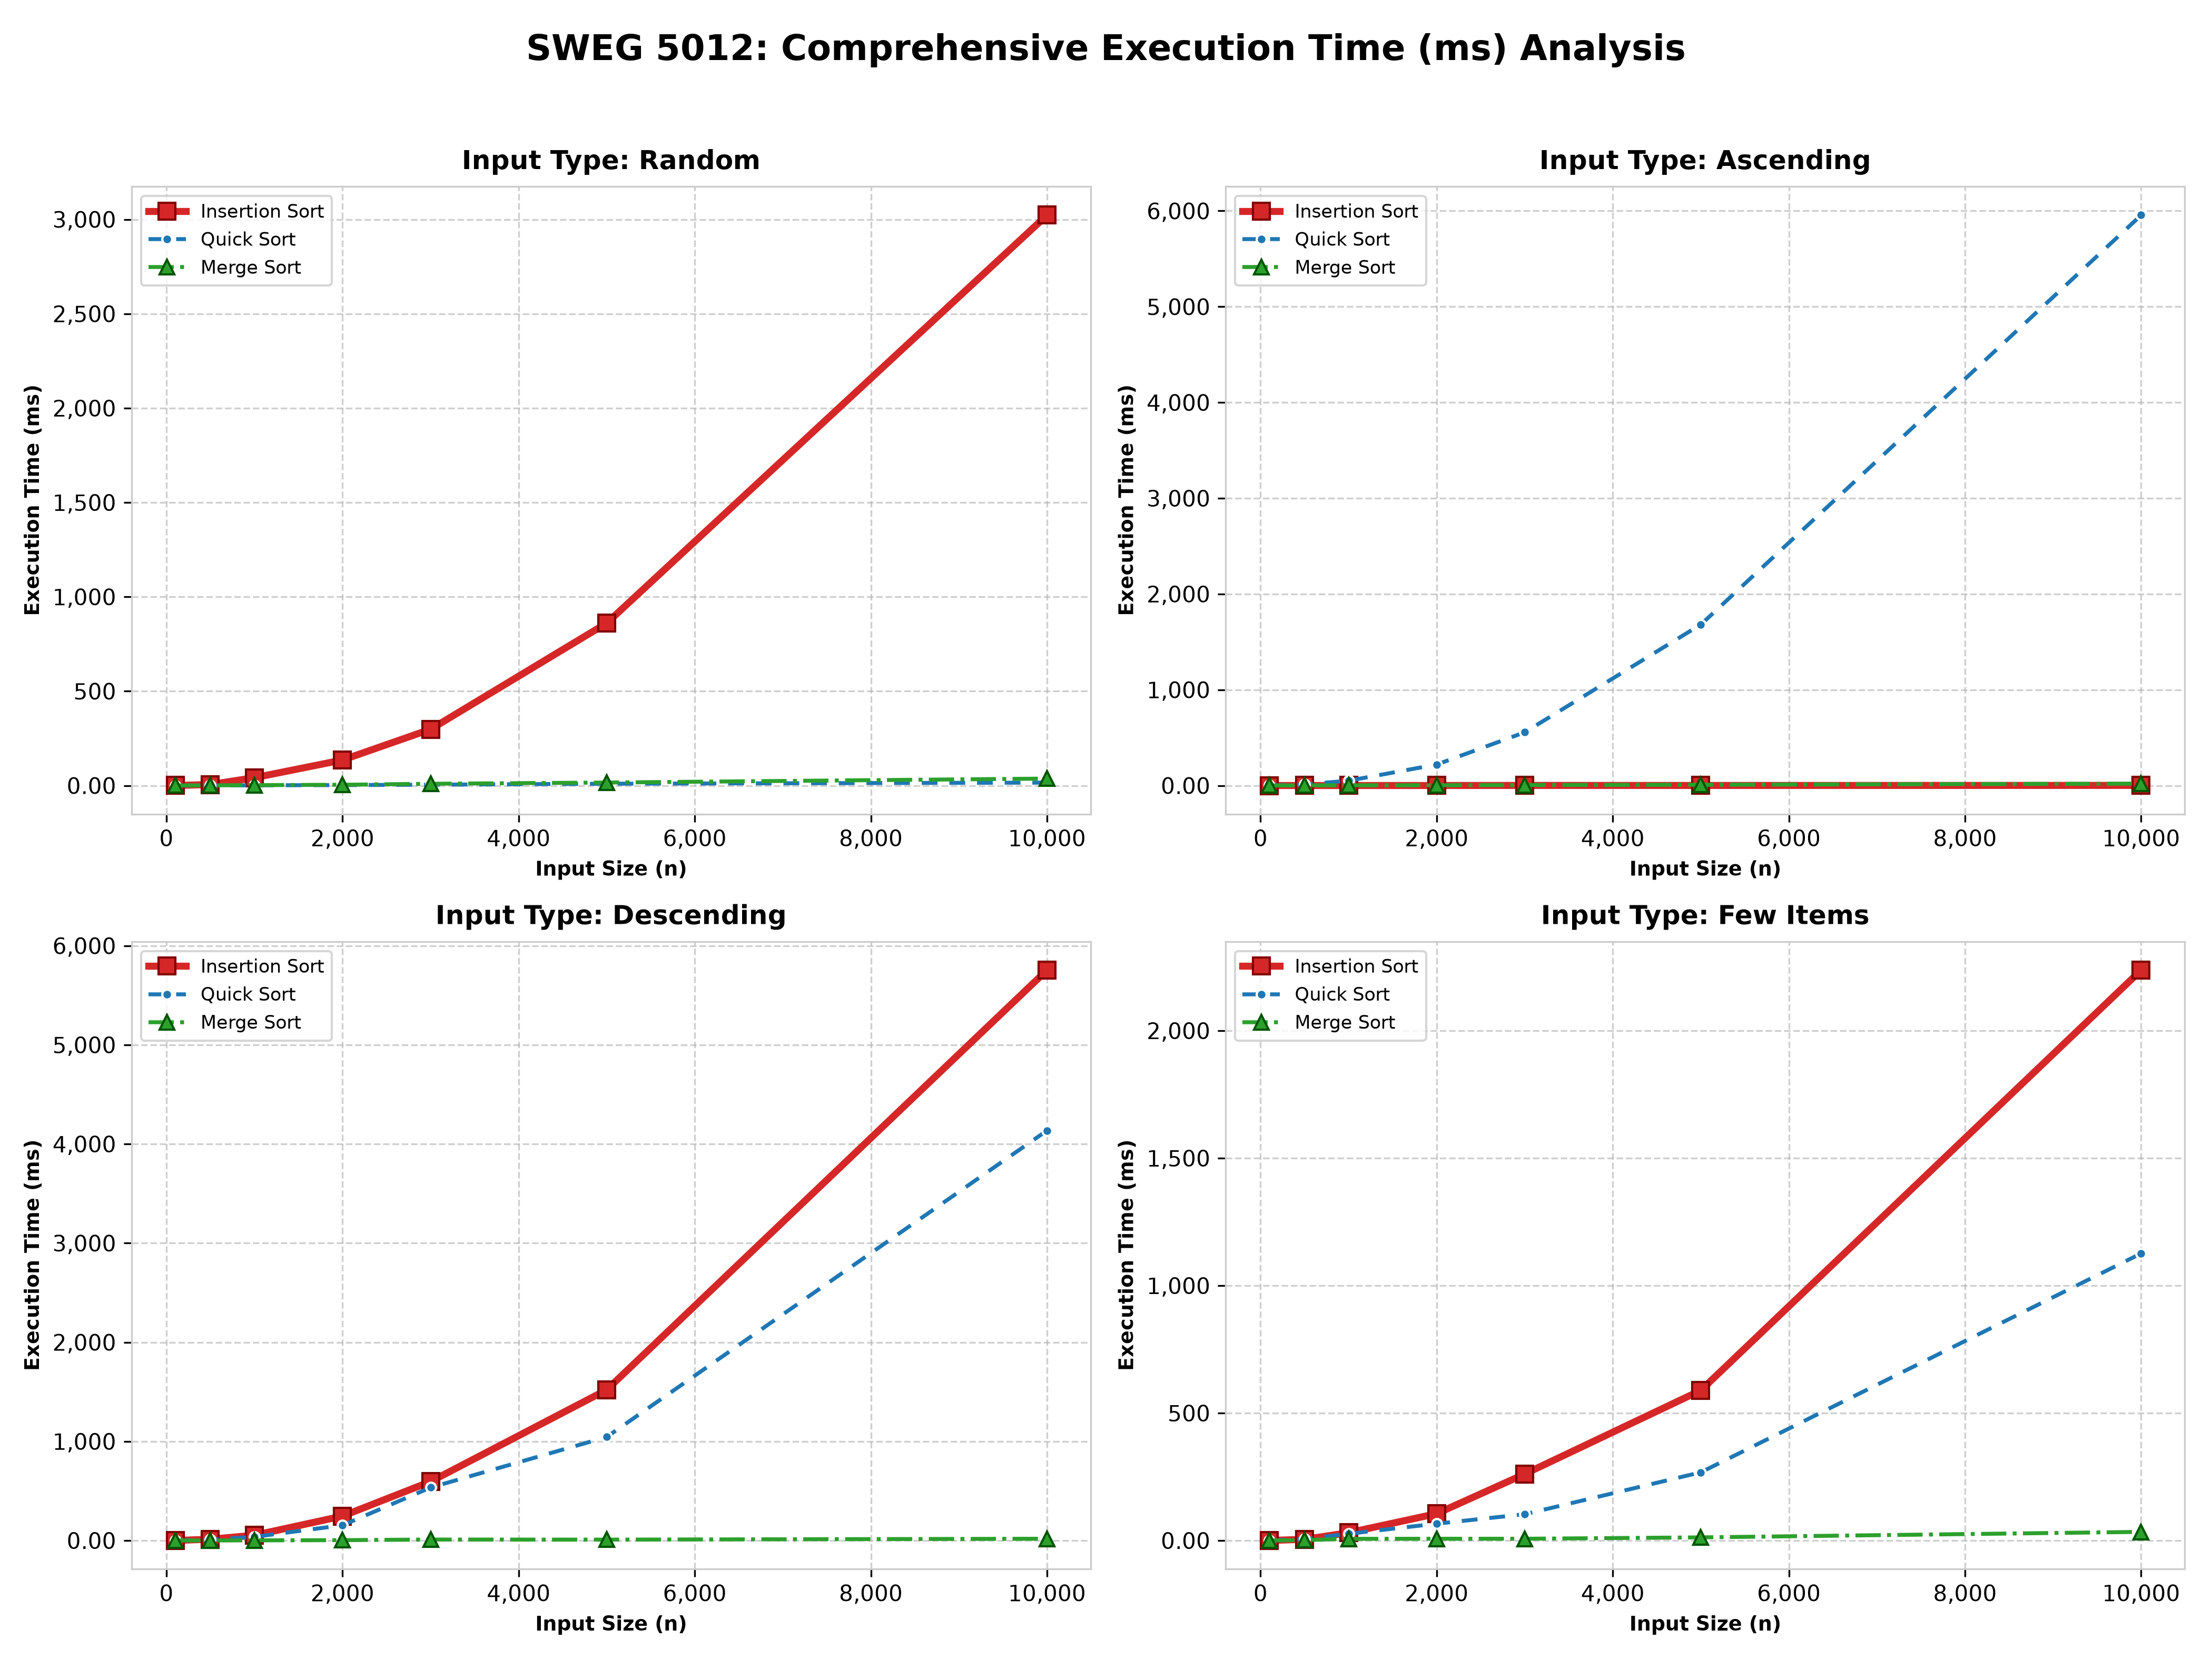 SWEG 5012: Comprehensive Execution Time (ms) Analysis
Input Type: Random
Insertion Sort
Quick Sort
Merge Sort
3,000
2,500
2,000
1,500
1,000
500
0.00
Execution Time (ms)
0 2,000 4,000 6,000 8,000 10,000
Input Size (n)
Input Type: Ascending
Insertion Sort
Quick Sort
Merge Sort
6,000
5,000
4,000
3,000
2,000
1,000
0.00
Execution Time (ms)
0 2,000 4,000 6,000 8,000 10,000
Input Size (n)
Input Type: Descending
Insertion Sort
Quick Sort
Merge Sort
6,000
5,000
4,000
3,000
2,000
1,000
0.00
Execution Time (ms)
0 2,000 4,000 6,000 8,000 10,000
Input Size (n)
Input Type: Few Items
Insertion Sort
Quick Sort
Merge Sort
2,000
1,500
1,000
500
0.00
Execution Time (ms)
0 2,000 4,000 6,000 8,000 10,000
Input Size (n)